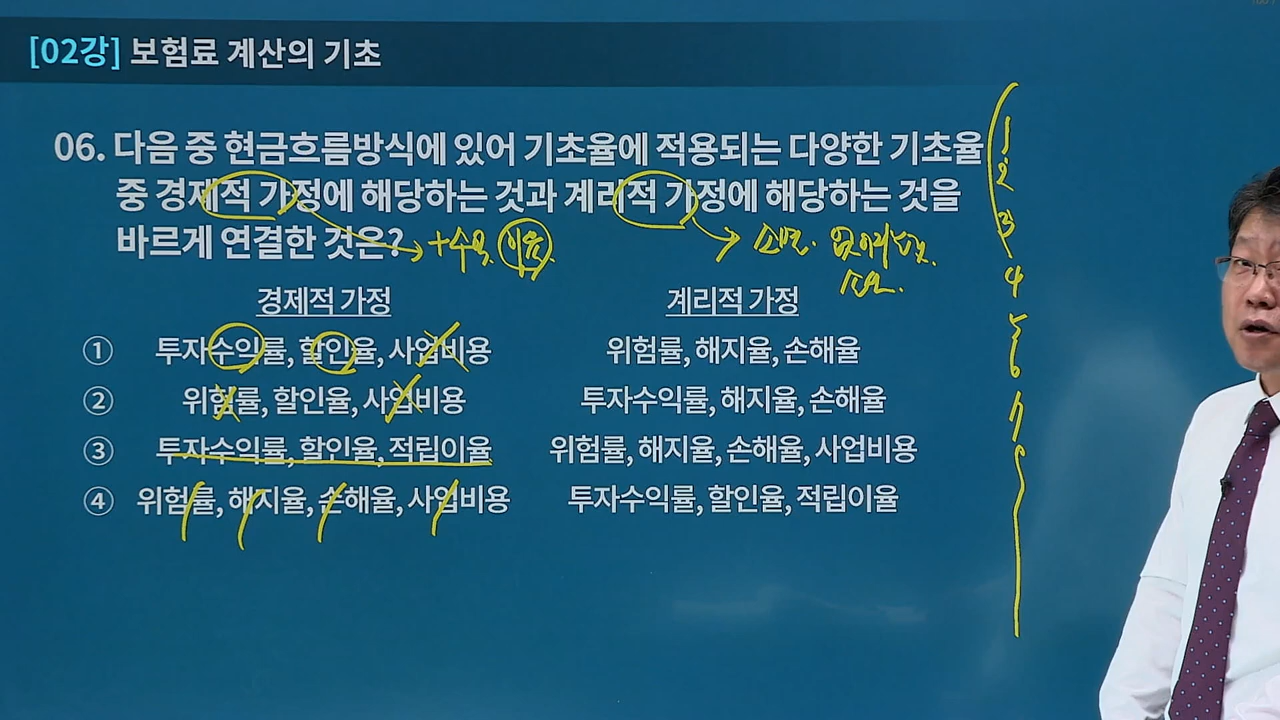 [02강] 보험료 계산의 기초
06. 다음 중 현금흐름방식에 있어 기초율에 적용되는 다양한 기초율
중 경제적 가정에 해당하는 것과 계리적 가정에 해당하는 것을
바르게 연결한 것은?
경제적 가정 계리적 가정
① 투자수익률, 할인율, 사업비용 위험률, 해지율, 손해율
② 위험률, 할인율, 사업비용 투자수익률, 해지율, 손해율
③ 투자수익률, 할인율, 적립이율 위험률, 해지율, 손해율, 사업비용
④ 위험률, 해지율, 손해율, 사업비용 투자수익률, 할인율, 적립이율
1
2
3
4
5
6
7